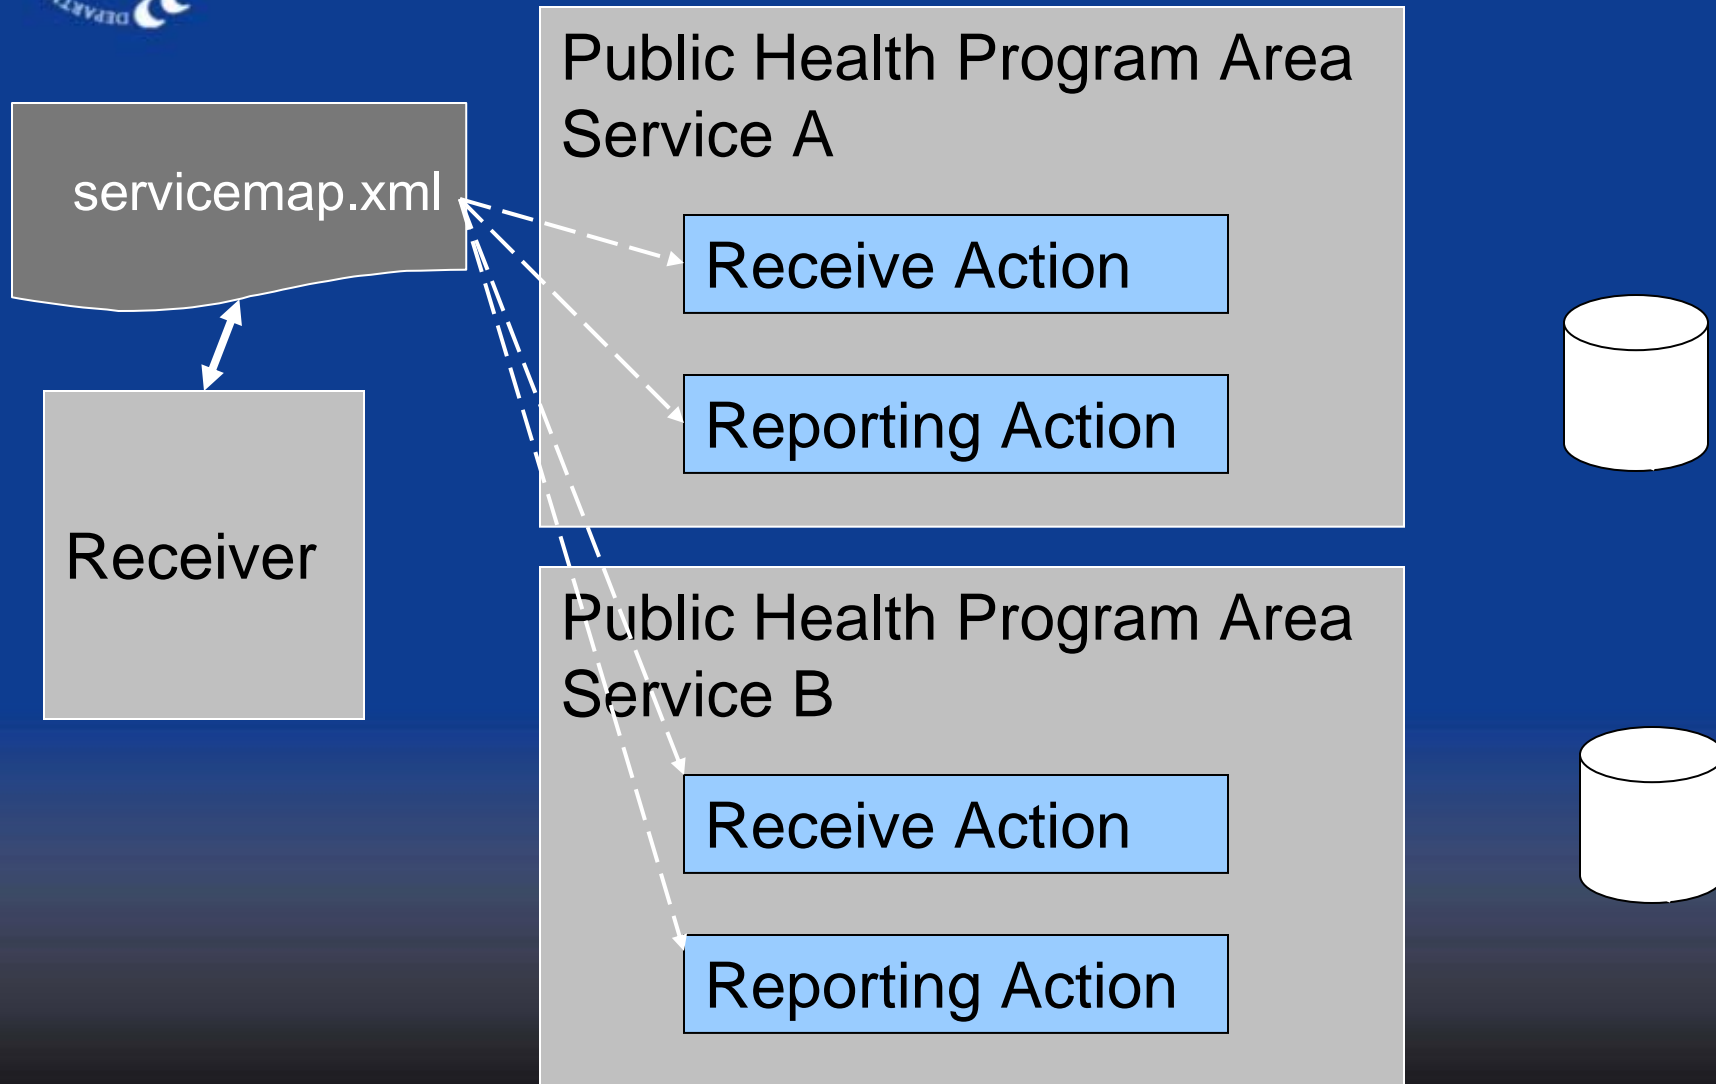 servicemap.xml
Receiver
Public Health Program Area
Service A
Receive Action
Reporting Action
Public Health Program Area
Service B
Receive Action
Reporting Action